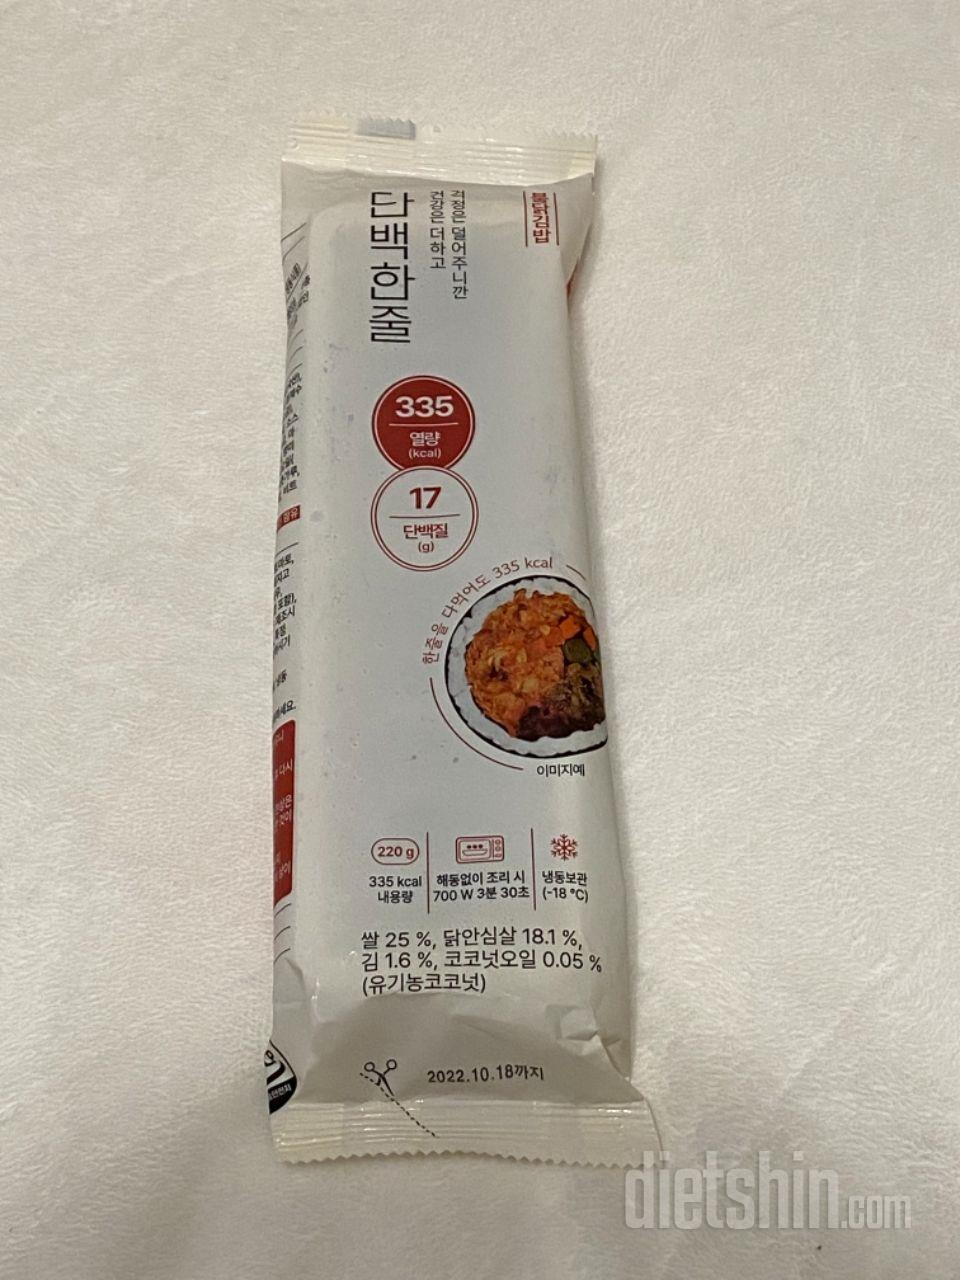 불닭김밥
걱정은 덜어주니깐
건강은 더하고
단백한줄
335
열량
(kcal)
17
단백질
(g)
한줄을 다먹어도 335 kcal
이미지예
220 g
335 kcal
내용량
해동없이 조리 시
700 W 3분 30초
냉동보관
(-18 °C)
쌀 25 %, 닭안심살 18.1 %,
김 1.6 %, 코코넛오일 0.05 %
(유기농코코넛)
2022.10.18까지
dietshin.com